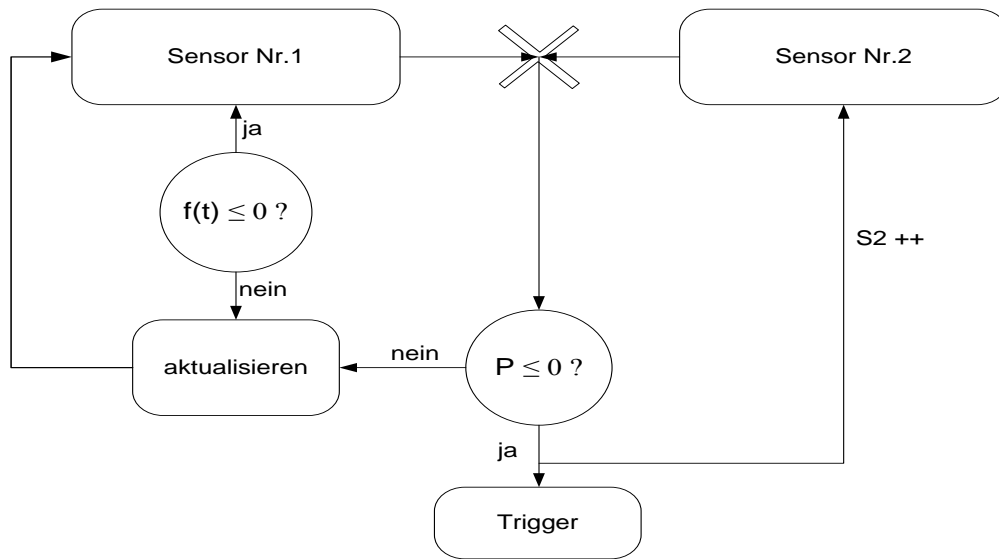 Sensor Nr.1
Sensor Nr.2
ja
f(t) ≤ 0 ?
S2 ++
nein
aktualisieren
nein
P ≤ 0 ?
ja
Trigger